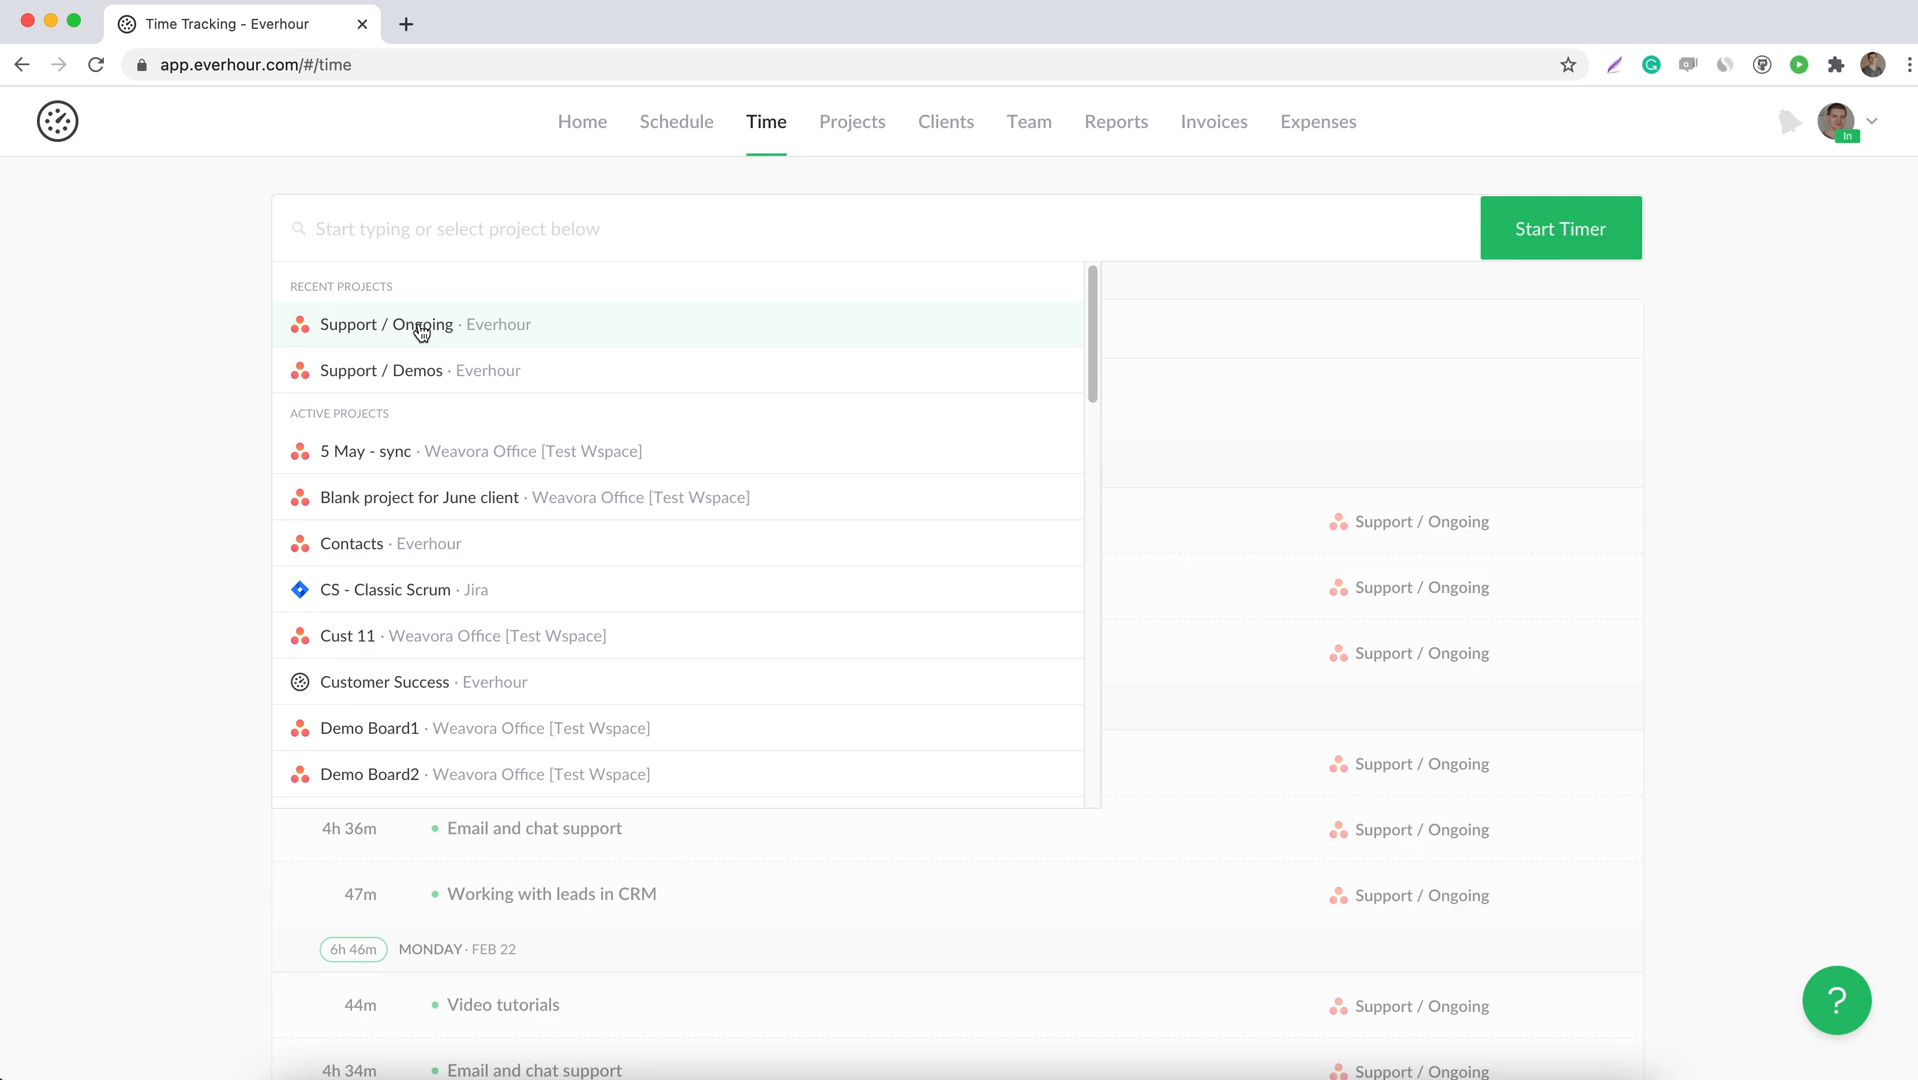 Time Tracking - Everhour
app.everhour.com/#/time
Home Schedule Time Projects Clients Team Reports Invoices Expenses
In
Start typing or select project below
Start Timer
RECENT PROJECTS
Support / Ongoing · Everhour
Support / Demos · Everhour
ACTIVE PROJECTS
5 May - sync · Weavora Office [Test Wspace]
Blank project for June client · Weavora Office [Test Wspace]
Support / Ongoing
Contacts · Everhour
CS - Classic Scrum · Jira
Support / Ongoing
Cust 11 · Weavora Office [Test Wspace]
Support / Ongoing
Customer Success · Everhour
Demo Board1 · Weavora Office [Test Wspace]
Demo Board2 · Weavora Office [Test Wspace]
Support / Ongoing
4h 36m Email and chat support Support / Ongoing
47m Working with leads in CRM Support / Ongoing
6h 46m MONDAY · FEB 22
44m Video tutorials Support / Ongoing
?
4h 34m Email and chat support Support / Ongoing